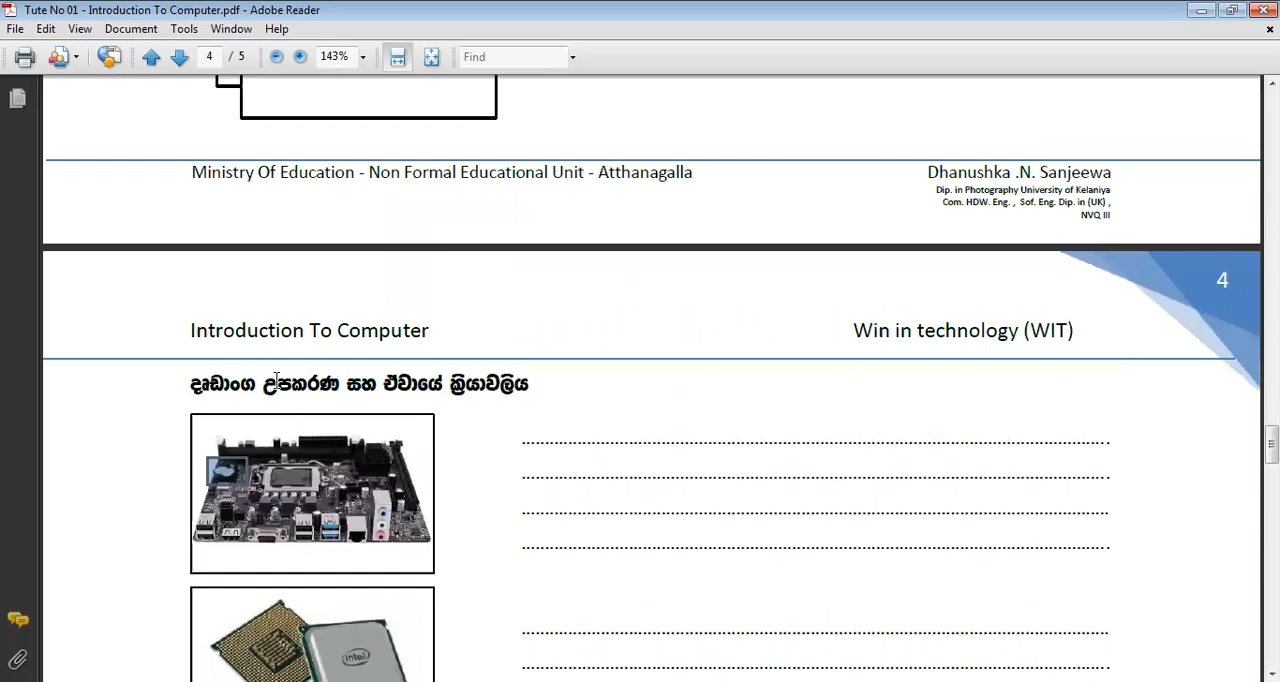 Tute No 01 - Introduction To Computer.pdf - Adobe Reader
File Edit View Document Tools Window Help
4 / 5 143% Find
Ministry Of Education - Non Formal Educational Unit - Atthanagalla
Dhanushka .N. Sanjeewa
Dip. in Photography University of Kelaniya
Com. HDW. Eng. , Sof. Eng. Dip. in (UK) ,
NVQ III
4
Introduction To Computer
Win in technology (WIT)
දෘඩාංග උපකරණ සහ ඒවායේ ක්‍රියාවලිය
intel